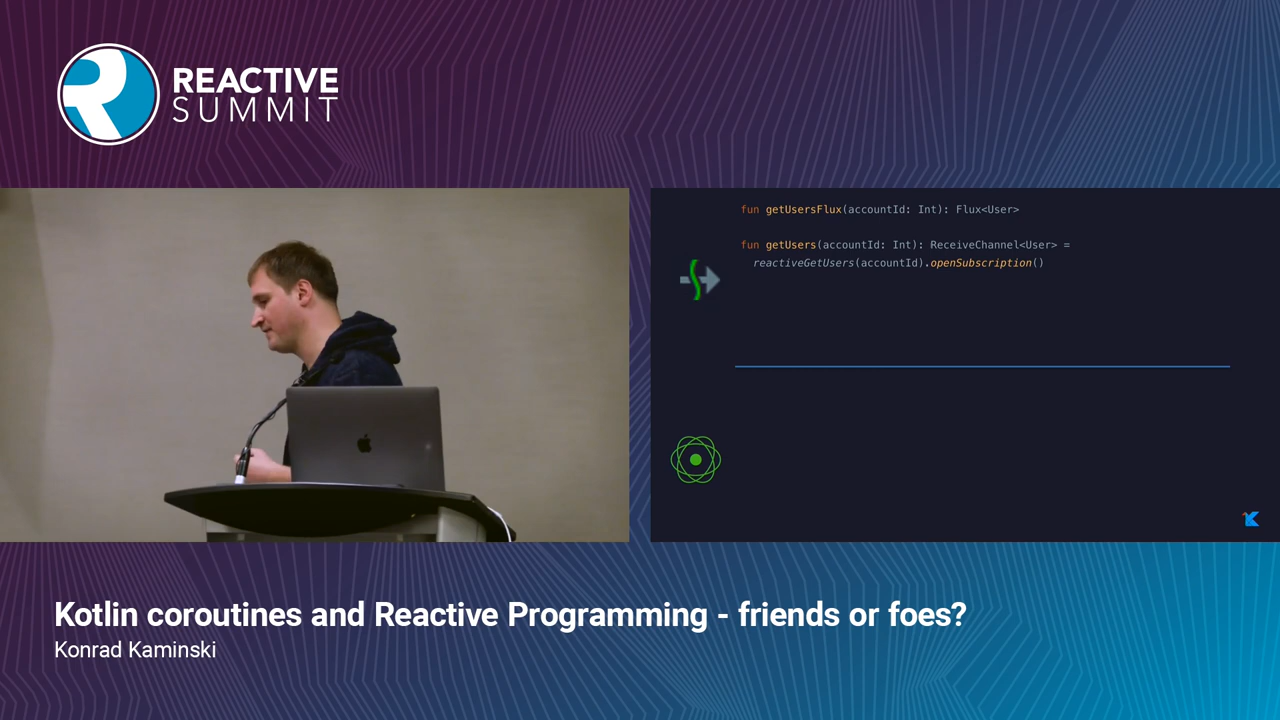 REACTIVE
SUMMIT
fun getUsersFlux(accountId: Int): Flux<User>
fun getUsers(accountId: Int): ReceiveChannel<User> =
reactiveGetUsers(accountId).openSubscription()
Kotlin coroutines and Reactive Programming - friends or foes?
Konrad Kaminski